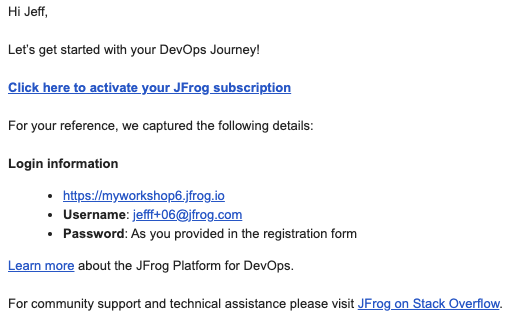 Hi Jeff,
Let's get started with your DevOps Journey!
Click here to activate your JFrog subscription
For your reference, we captured the following details:
Login information
• https://myworkshop6.jfrog.io
• Username: jefff+06@jfrog.com
• Password: As you provided in the registration form
Learn more about the JFrog Platform for DevOps.
For community support and technical assistance please visit JFrog on Stack Overflow.